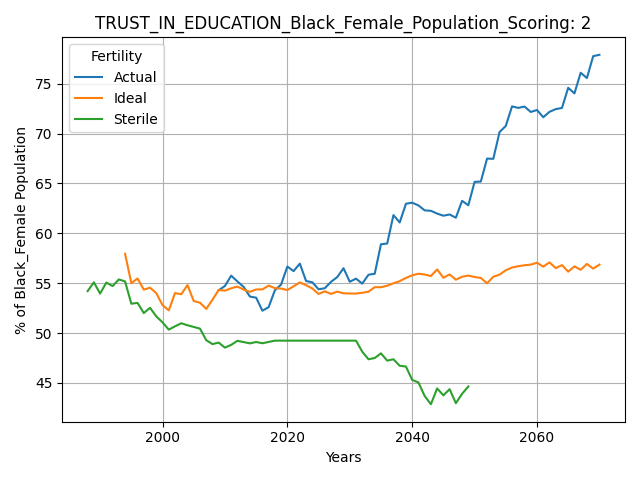 TRUST_IN_EDUCATION_Black_Female_Population_Scoring: 2
Fertility
Actual
Ideal
Sterile
% of Black_Female Population
75
70
65
60
55
50
45
2000
2020
2040
2060
Years